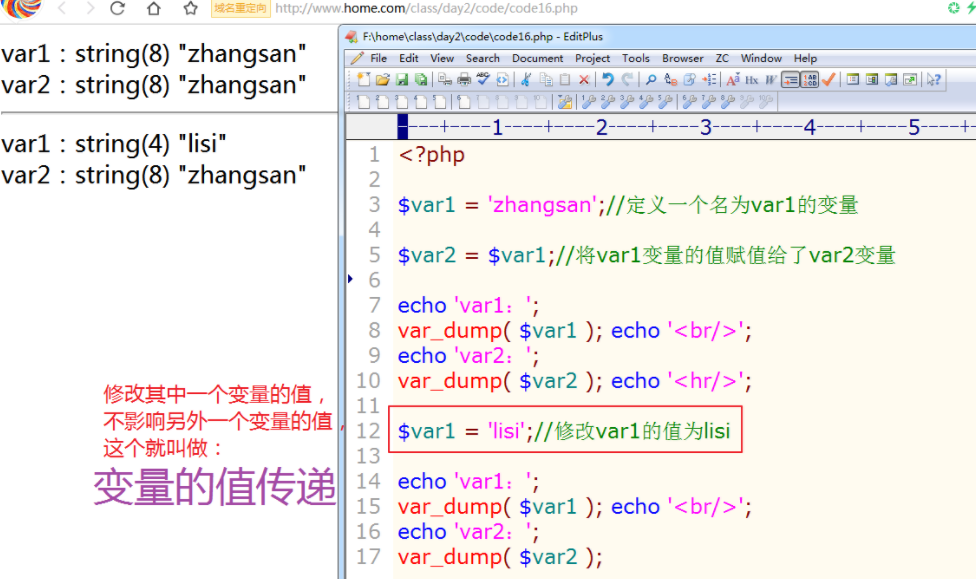 域名重定向 http://www.home.com/class/day2/code/code16.php
var1：string(8) "zhangsan"
var2：string(8) "zhangsan"
var1：string(4) "lisi"
var2：string(8) "zhangsan"
修改其中一个变量的值，
不影响另外一个变量的值，
这个就叫做：
变量的值传递
F:\home\class\day2\code\code16.php - EditPlus
File Edit View Search Document Project Tools Browser ZC Window Help
----+----1----+----2----+----3----+----4----+----5----+-
1 <?php
2
3 $var1 = 'zhangsan';//定义一个名为var1的变量
4
5 $var2 = $var1;//将var1变量的值赋值给了var2变量
6
7 echo 'var1：';
8 var_dump( $var1 ); echo '<br/>';
9 echo 'var2：';
10 var_dump( $var2 ); echo '<hr/>';
11
12 $var1 = 'lisi';//修改var1的值为lisi
13
14 echo 'var1：';
15 var_dump( $var1 ); echo '<br/>';
16 echo 'var2：';
17 var_dump( $var2 );